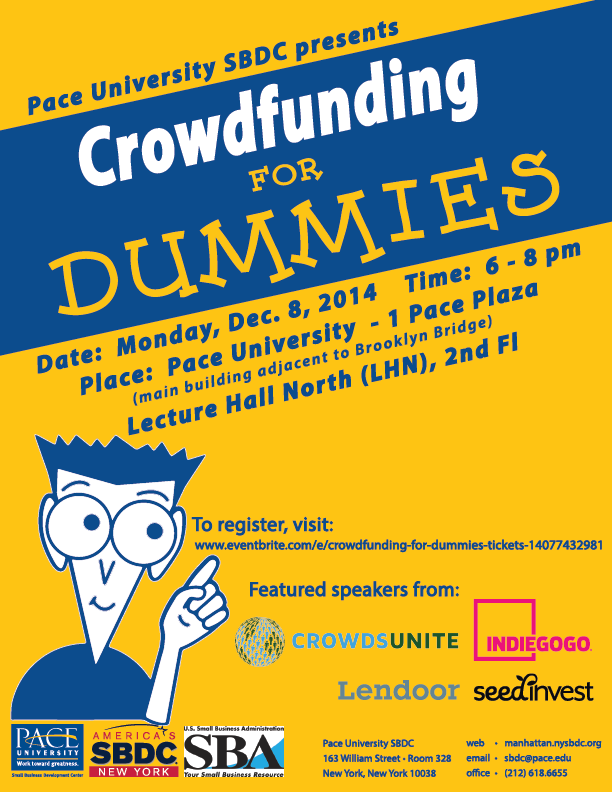 Pace University SBDC presents
Crowdfunding
FOR
DUMMIES
Date: Monday, Dec. 8, 2014 Time: 6 - 8 pm
Place: Pace University - 1 Pace Plaza
(main building adjacent to Brooklyn Bridge)
Lecture Hall North (LHN), 2nd Fl
To register, visit:
www.eventbrite.com/e/crowdfunding-for-dummies-tickets-14077432981
Featured speakers from:
CROWDSUNITE
INDIEGOGO.
Lendoor
seedinvest
PACE
UNIVERSITY
Work toward greatness.
Small Business Development Center
AMERICA'S
SBDC
NEW YORK
U.S. Small Business Administration
SBA
Your Small Business Resource
Pace University SBDC
163 William Street • Room 328
New York, New York 10038
web • manhattan.nysbdc.org
email • sbdc@pace.edu
office • (212) 618.6655